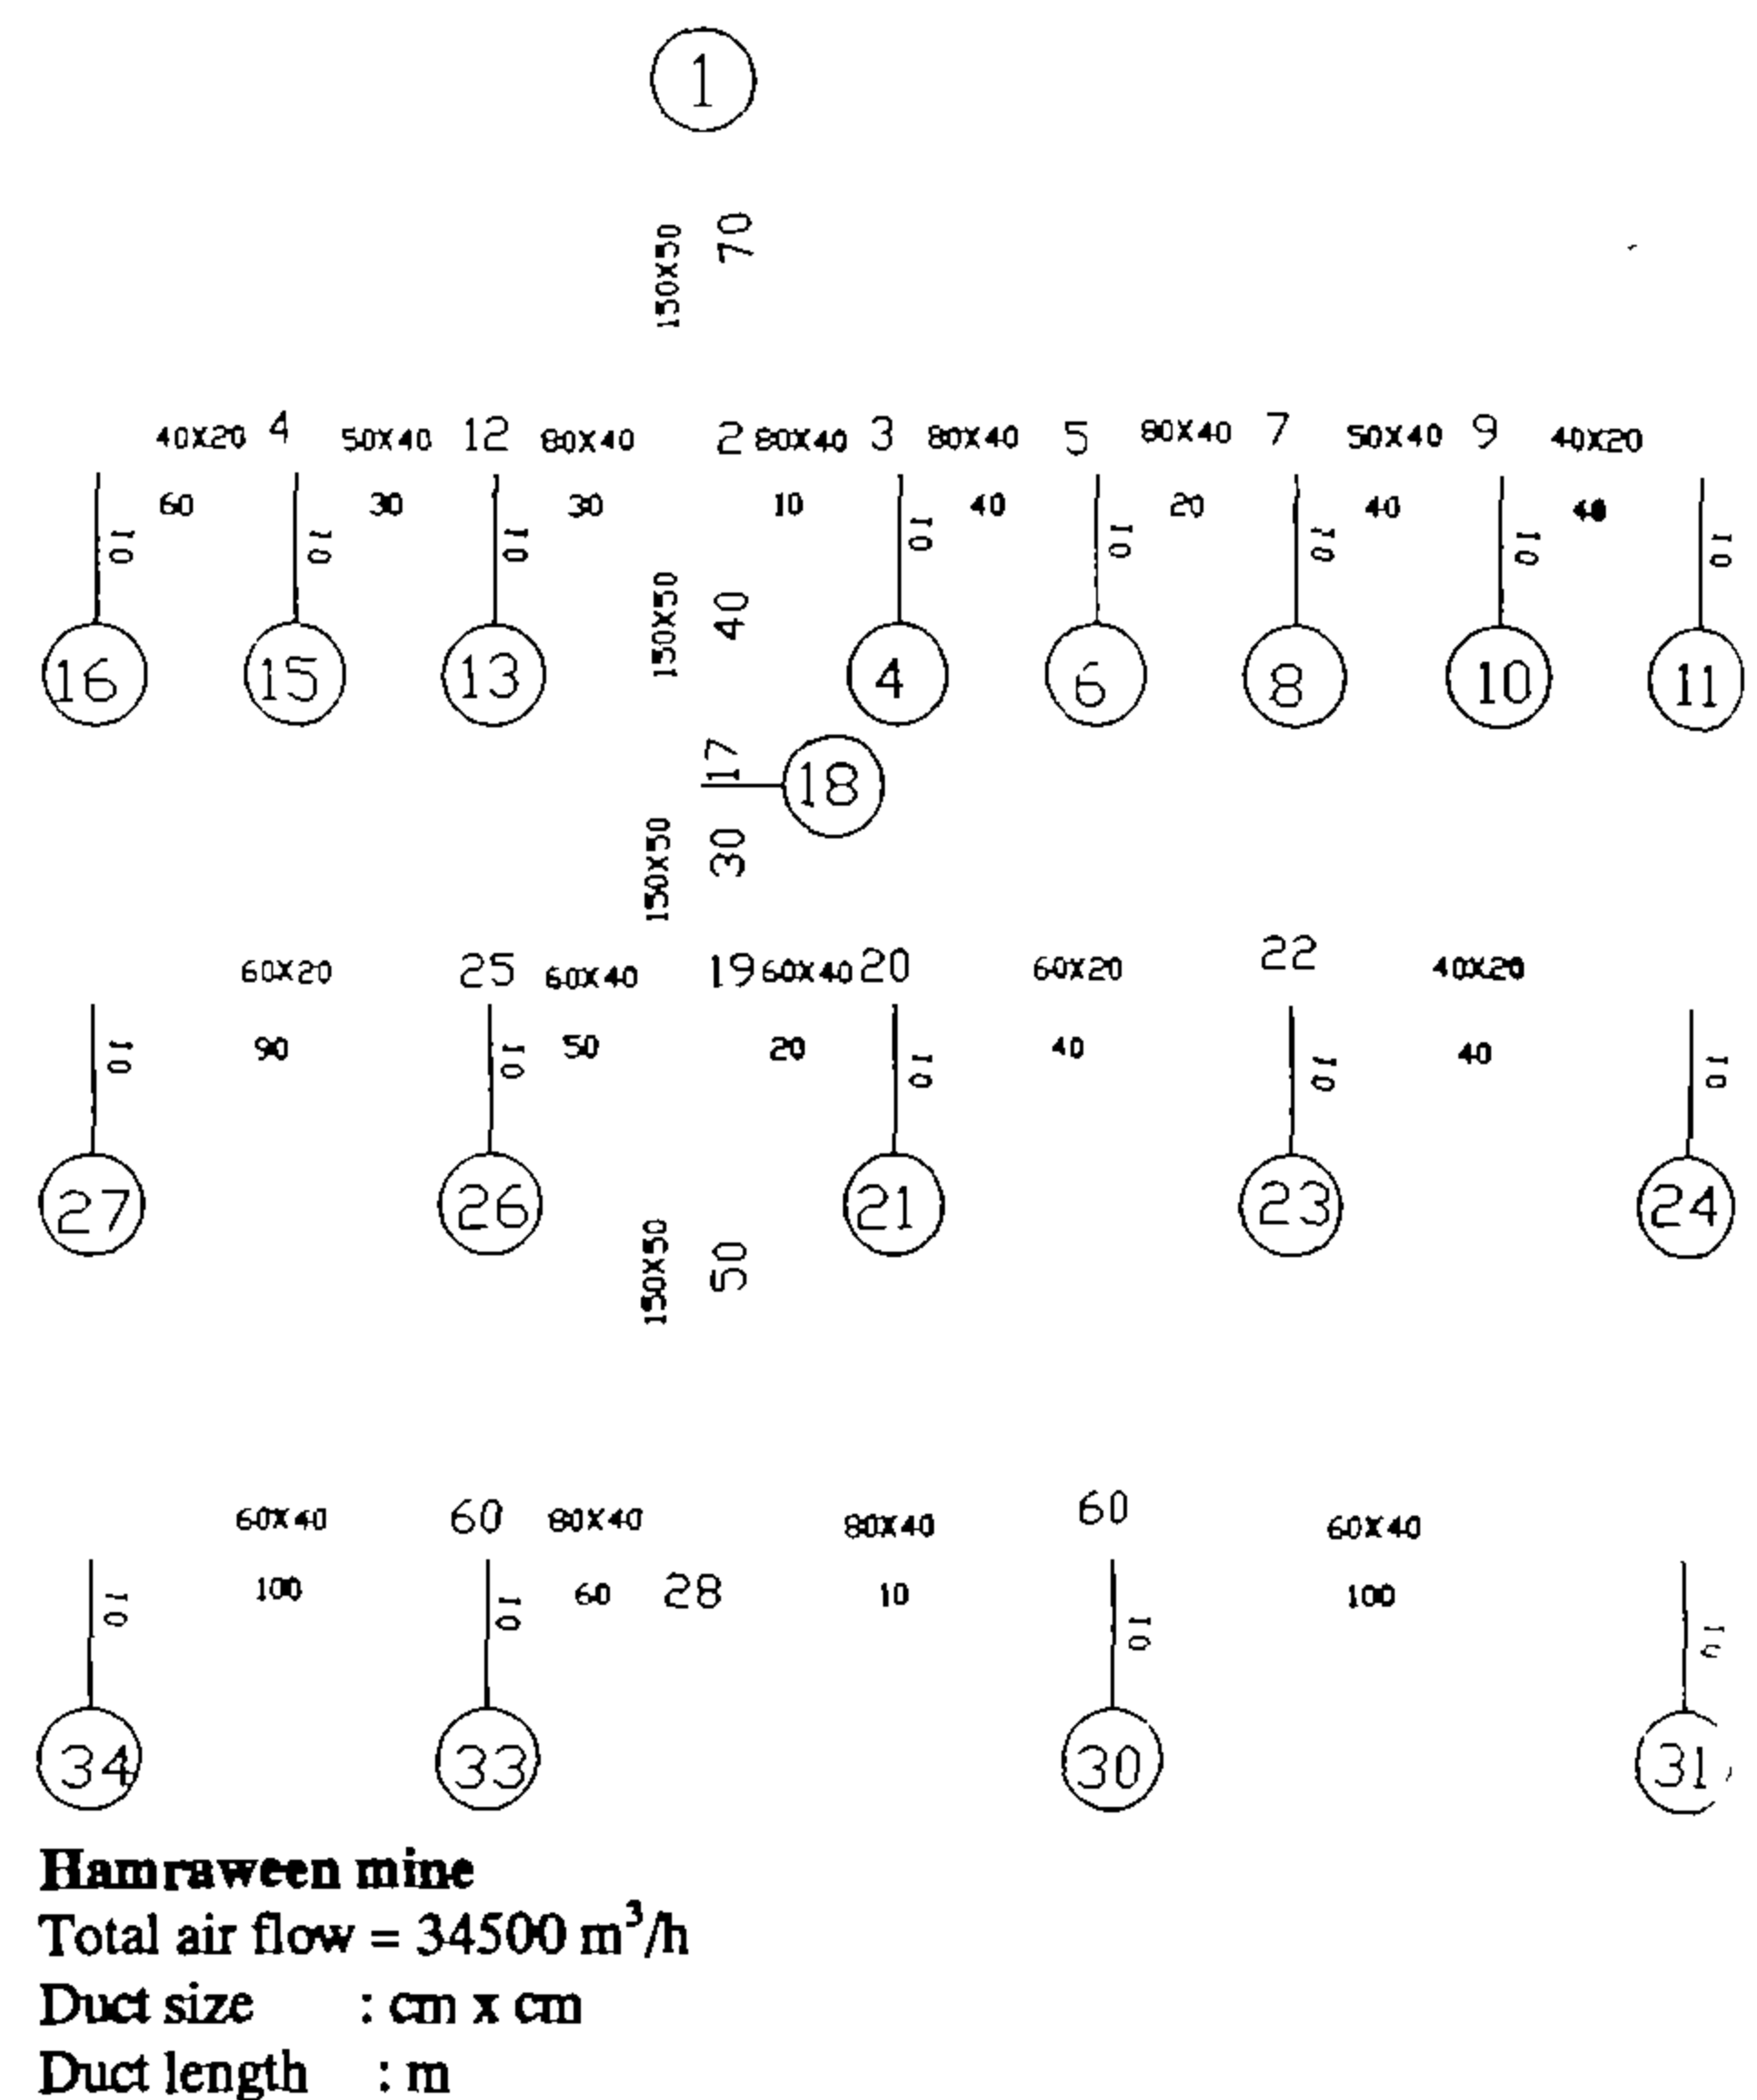 1
150X50 70
40X20 4 50X40 12 80X40 2 80X40 3 80X40 5 80X40 7 50X40 9 40X20
60 30 30 10 40 20 40 40
10 10 10 10 10 10 10 10
150X50 40
16 15 13 4 6 8 10 11
17 18
150X50 30
60X20 25 60X40 19 60X40 20 60X20 22 40X20
90 50 20 40 40
10 10 10 10 10
27 26 21 23 24
150X50 50
60X40 60 80X40 80X40 60 60X40
100 60 28 10 100
10 10 10
34 33 30 31
Hamraween mine
Total air flow = 34500 m³/h
Duct size : cm x cm
Duct length : m